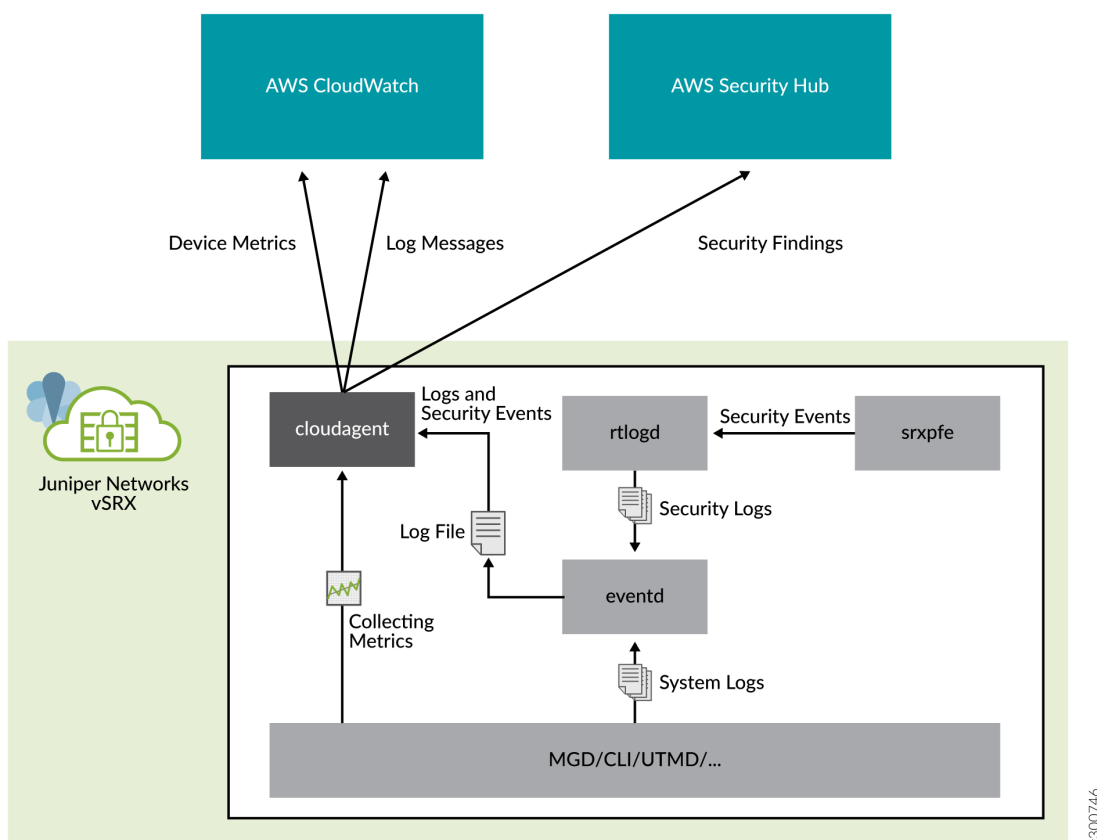 AWS CloudWatch
AWS Security Hub
Device Metrics
Log Messages
Security Findings
Juniper Networks
vSRX
cloudagent
Logs and
Security Events
rtlogd
Security Events
srxpfe
Security Logs
Log File
eventd
Collecting
Metrics
System Logs
MGD/CLI/UTMD/...
300746